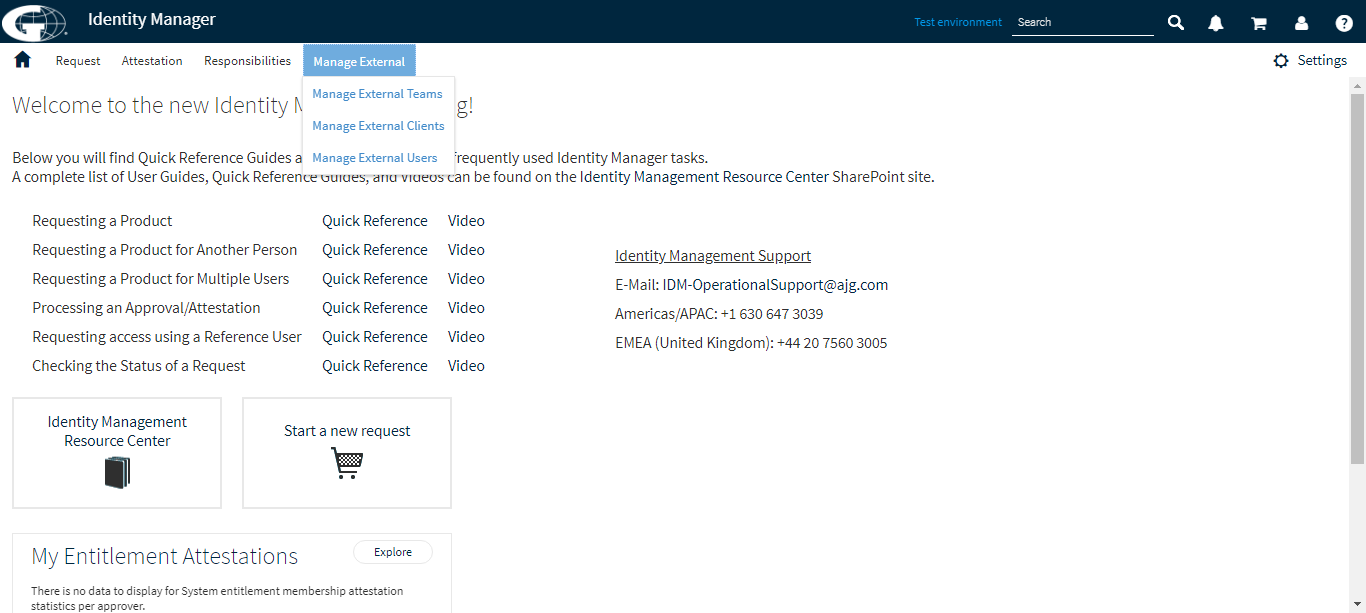 Identity Manager
Test environment
Search
Request
Attestation
Responsibilities
Manage External
Settings
Manage External Teams
Manage External Clients
Manage External Users
Welcome to the new Identity g!
Below you will find Quick Reference Guides a frequently used Identity Manager tasks.
A complete list of User Guides, Quick Reference Guides, and Videos can be found on the Identity Management Resource Center SharePoint site.
Requesting a Product Quick Reference Video
Requesting a Product for Another Person Quick Reference Video
Requesting a Product for Multiple Users Quick Reference Video
Processing an Approval/Attestation Quick Reference Video
Requesting access using a Reference User Quick Reference Video
Checking the Status of a Request Quick Reference Video
Identity Management Support
E-Mail: IDM-OperationalSupport@ajg.com
Americas/APAC: +1 630 647 3039
EMEA (United Kingdom): +44 20 7560 3005
Identity Management
Resource Center
Start a new request
My Entitlement Attestations
Explore
There is no data to display for System entitlement membership attestation
statistics per approver.